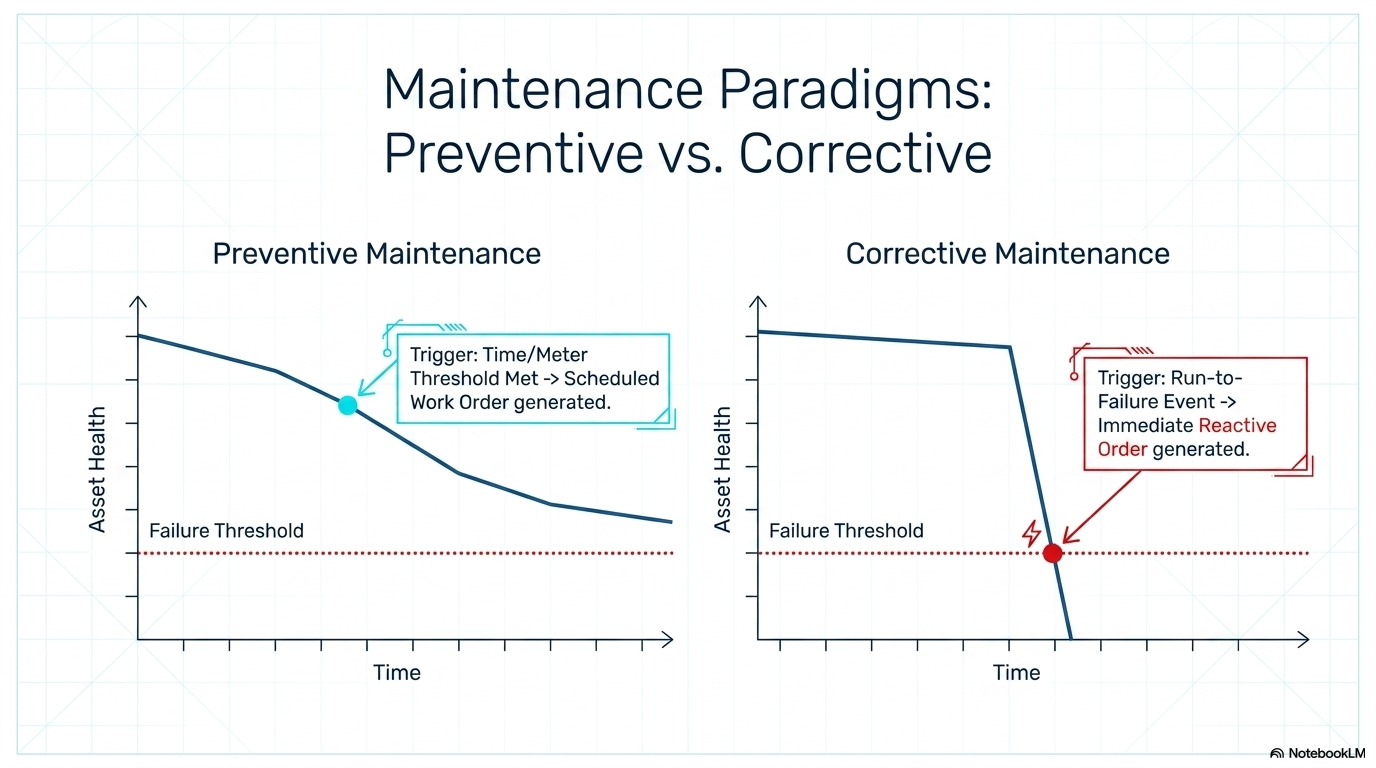 Maintenance Paradigms:
Preventive vs. Corrective
Preventive Maintenance
Asset Health
Trigger: Time/Meter
Threshold Met -> Scheduled
Work Order generated.
Failure Threshold
Time
Corrective Maintenance
Asset Health
Trigger: Run-to-
Failure Event ->
Immediate Reactive
Order generated.
Failure Threshold
Time
NotebookLM